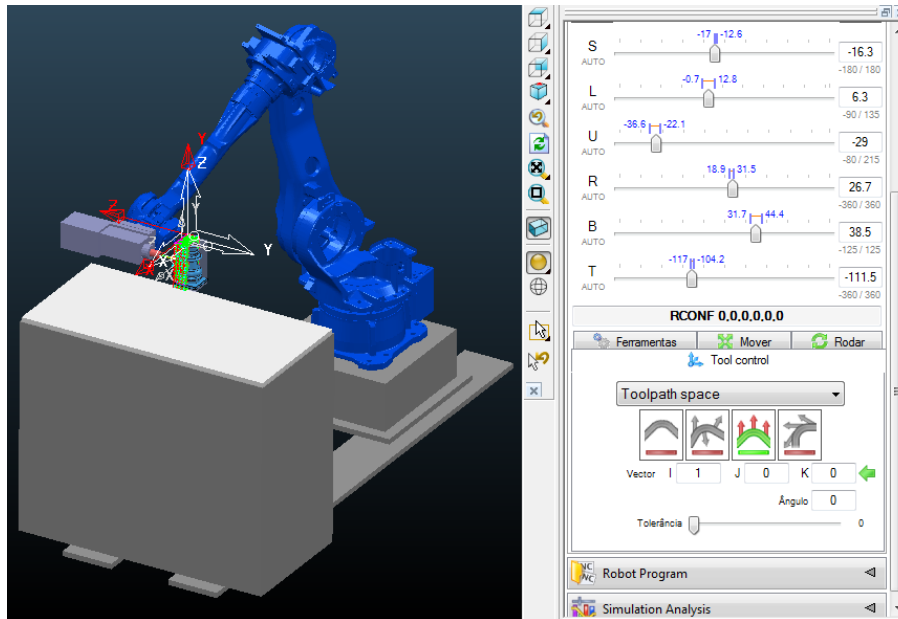 S
AUTO
-17
-12.6
-16.3
-180 / 180
L
AUTO
-0.7
12.8
6.3
-90 / 135
U
AUTO
-36.6
-22.1
-29
-80 / 215
R
AUTO
18.9
31.5
26.7
-360 / 360
B
AUTO
31.7
44.4
38.5
-125 / 125
T
AUTO
-117
-104.2
-111.5
-360 / 360
RCONF 0,0,0,0,0,0
Ferramentas Mover Rodar
Tool control
Toolpath space
Vector I 1 J 0 K 0
Ângulo 0
Tolerância 0
NC
NC
Robot Program
Simulation Analysis
Y
Z
Z
Y
Y
X
X